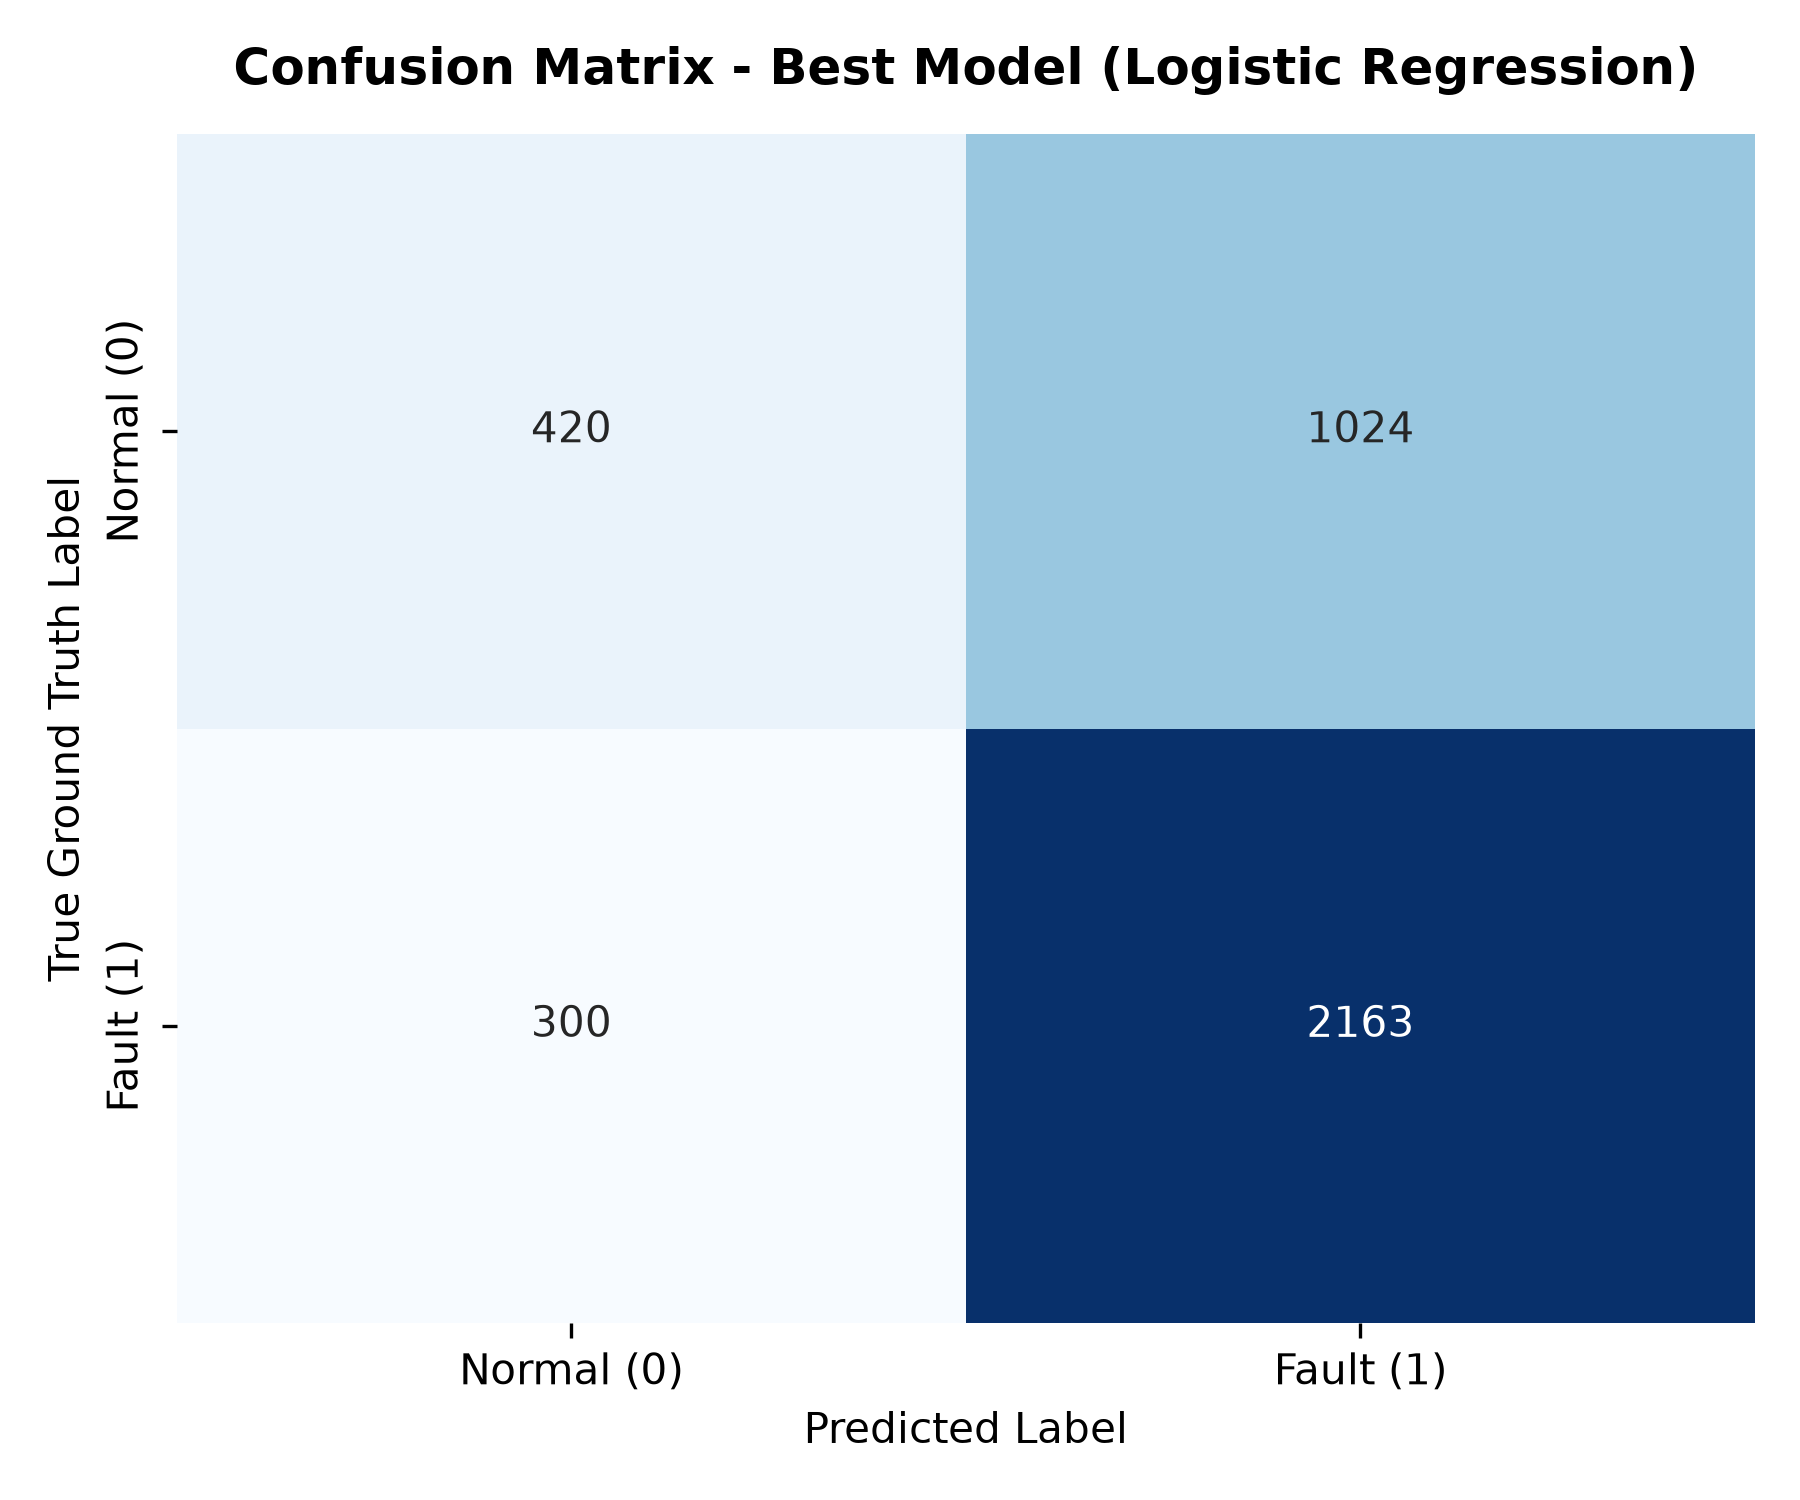 Confusion Matrix - Best Model (Logistic Regression)
True Ground Truth Label
Normal (0)
420
1024
Fault (1)
300
2163
Normal (0)
Fault (1)
Predicted Label